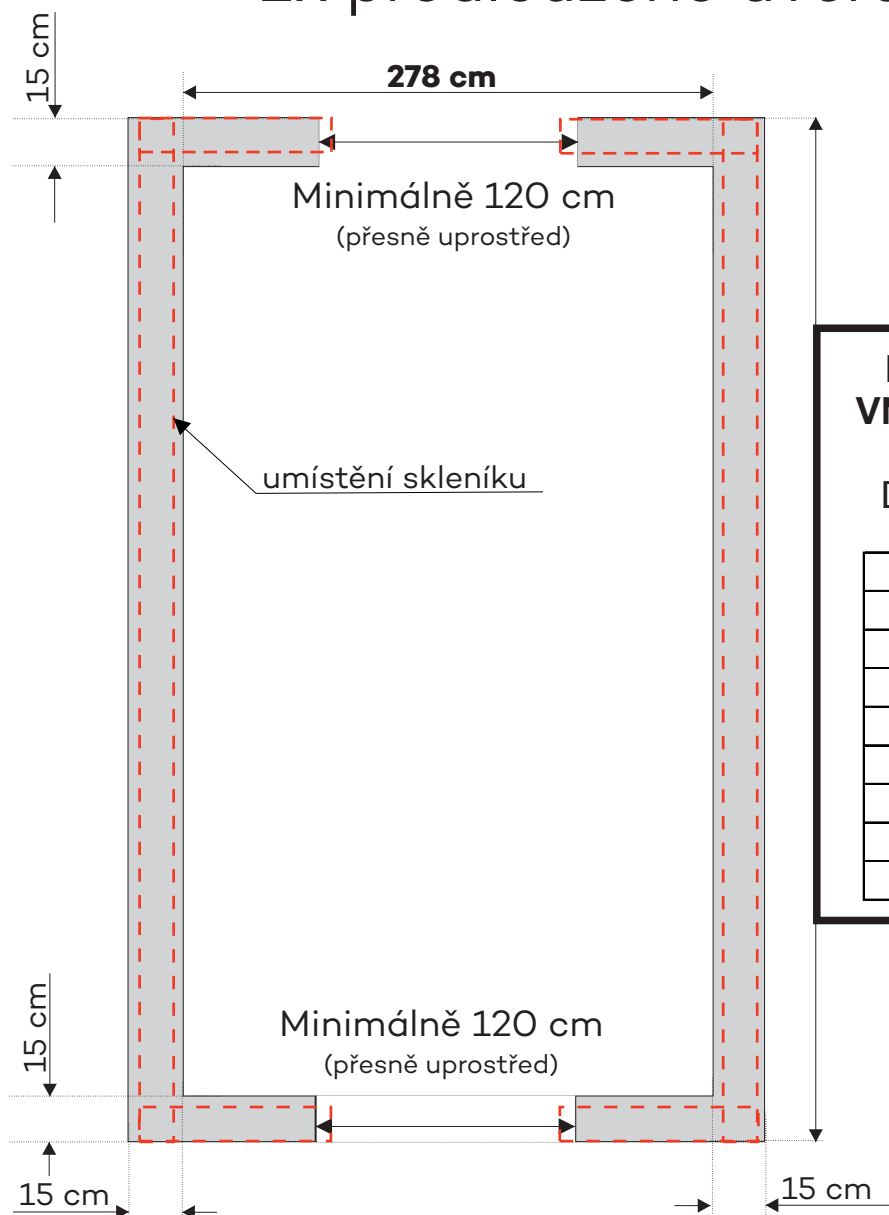 15 cm
278 cm
Minimálně 120 cm
(přesně uprostřed)
umístění skleníku
Minimálně 120 cm
(přesně uprostřed)
15 cm
15 cm
15 cm